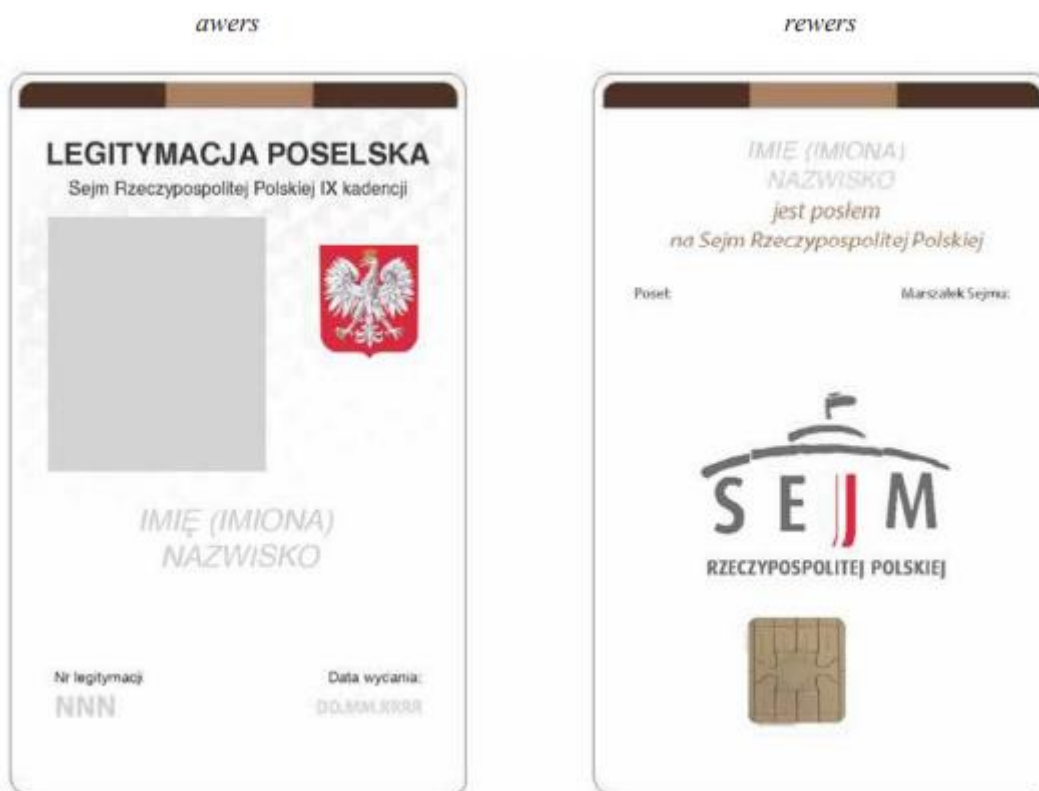 awers
rewers
LEGITYMACJA POSELSKA
Sejm Rzeczypospolitej Polskiej IX kadencji
IMIĘ (IMIONA)
NAZWISKO
Nr legitymacji
NNN
Data wydania:
DD.MM.RRRR
IMIĘ (IMIONA)
NAZWISKO
jest posłem
na Sejm Rzeczypospolitej Polskiej
Poseł:
Marszałek Sejmu:
SEJM
RZECZYPOSPOLITEJ POLSKIEJ